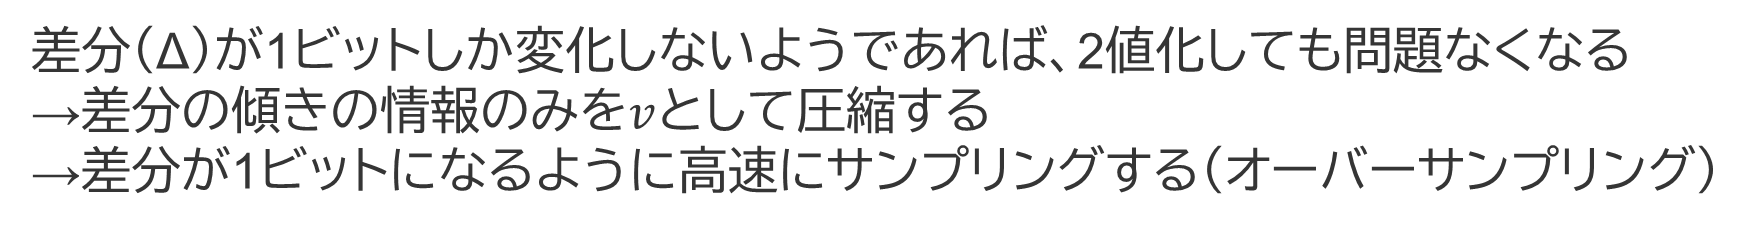 差分（Δ）が1ビットしか変化しないようであれば、2値化しても問題なくなる
→差分の傾きの情報のみを𝑣として圧縮する
→差分が1ビットになるように高速にサンプリングする（オーバーサンプリング）